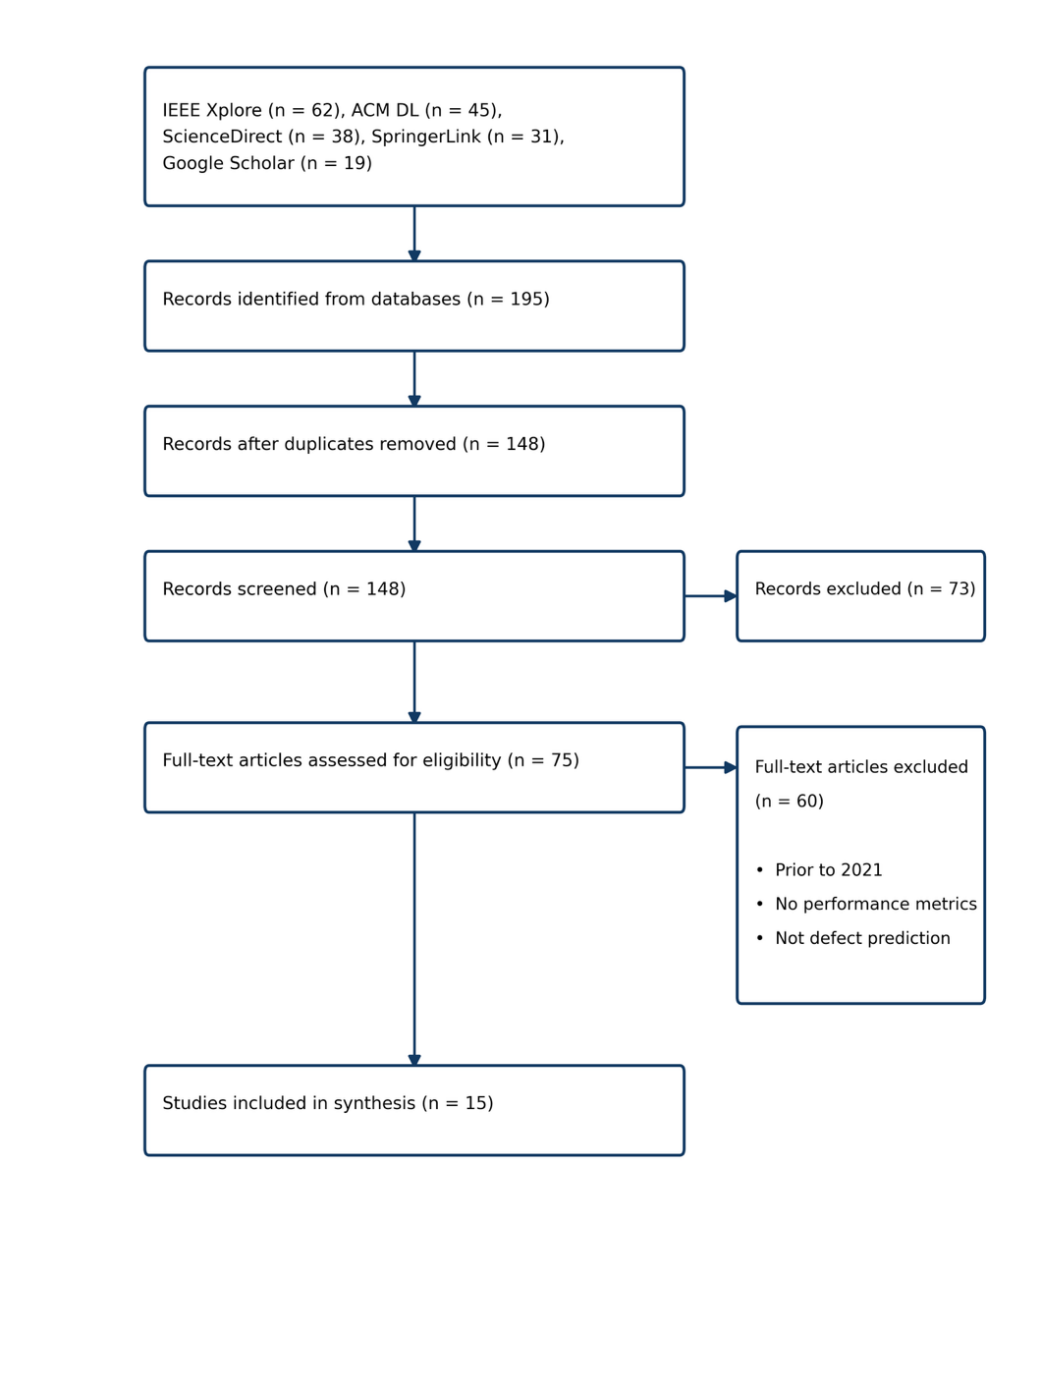 IEEE Xplore (n = 62), ACM DL (n = 45),
ScienceDirect (n = 38), SpringerLink (n = 31),
Google Scholar (n = 19)
Records identified from databases (n = 195)
Records after duplicates removed (n = 148)
Records screened (n = 148)
Records excluded (n = 73)
Full-text articles assessed for eligibility (n = 75)
Full-text articles excluded
(n = 60)
• Prior to 2021
• No performance metrics
• Not defect prediction
Studies included in synthesis (n = 15)